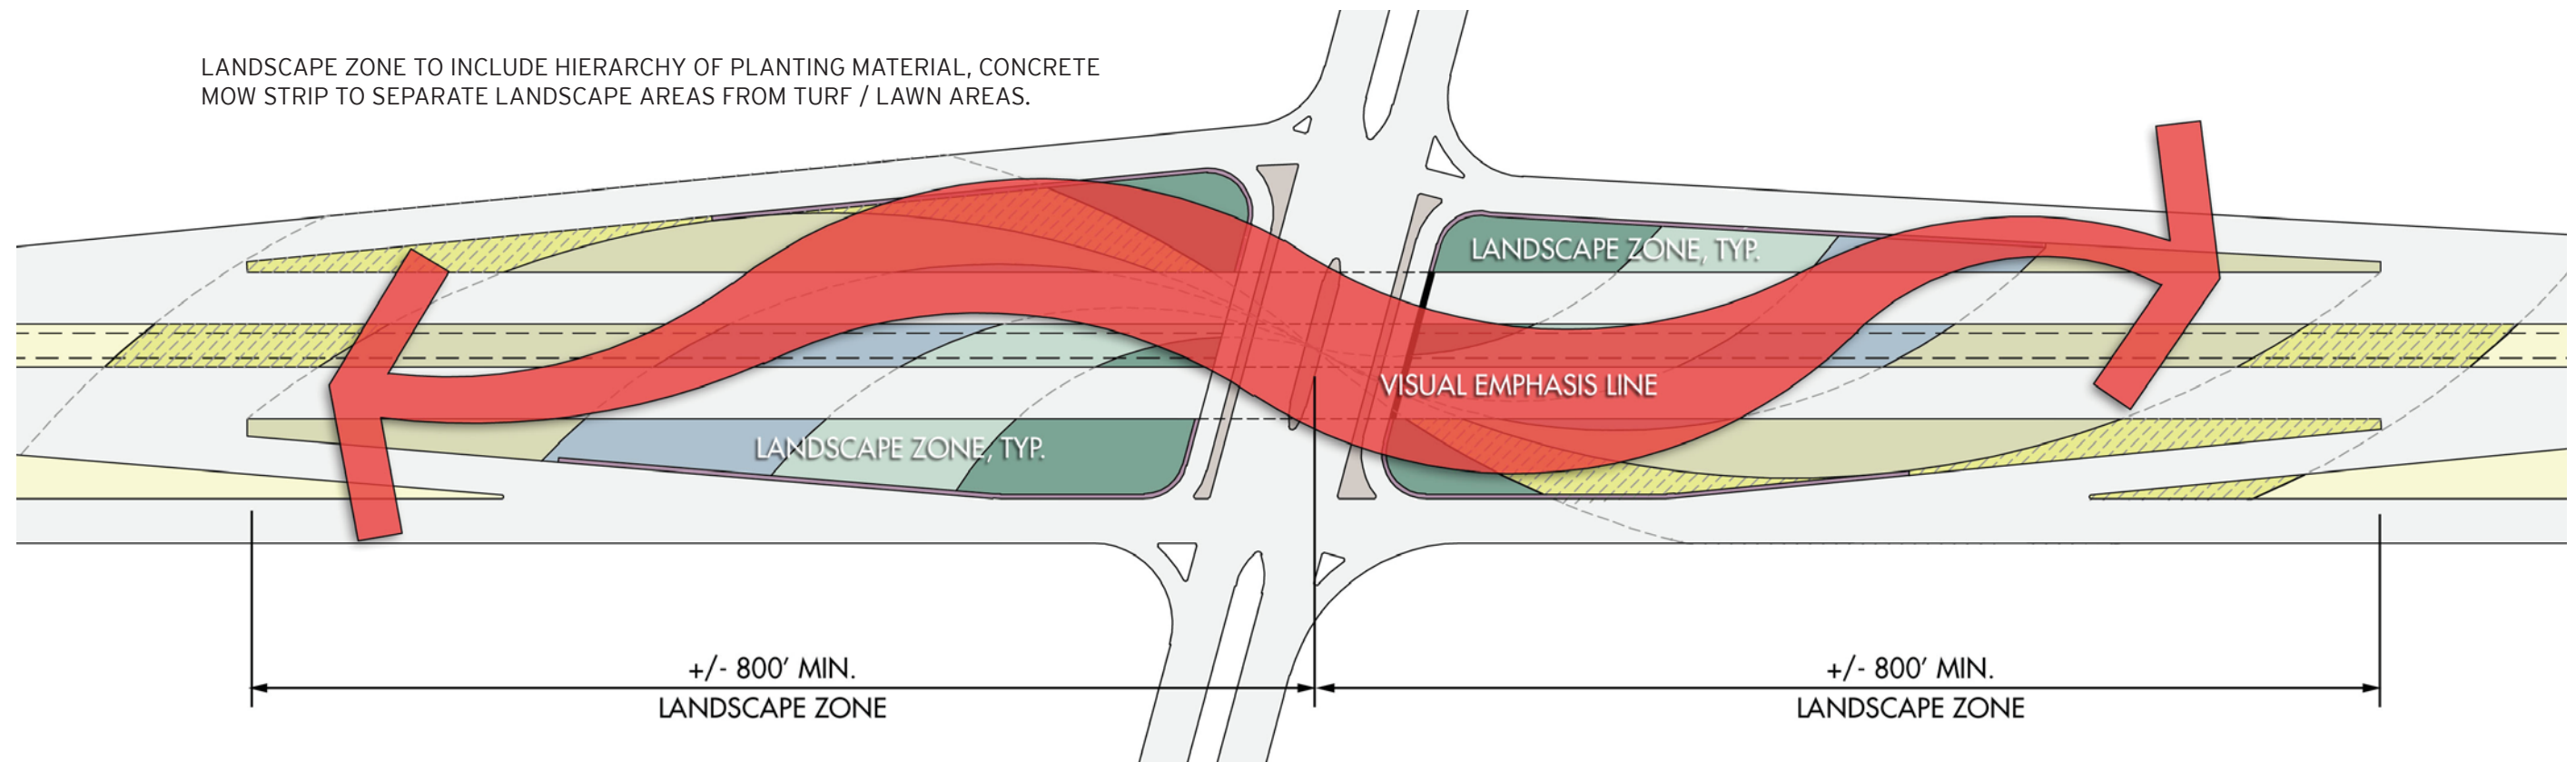 LANDSCAPE ZONE TO INCLUDE HIERARCHY OF PLANTING MATERIAL, CONCRETE
MOW STRIP TO SEPARATE LANDSCAPE AREAS FROM TURF / LAWN AREAS.
LANDSCAPE ZONE, TYP.
VISUAL EMPHASIS LINE
LANDSCAPE ZONE, TYP.
+/- 800' MIN.
LANDSCAPE ZONE
+/- 800' MIN.
LANDSCAPE ZONE